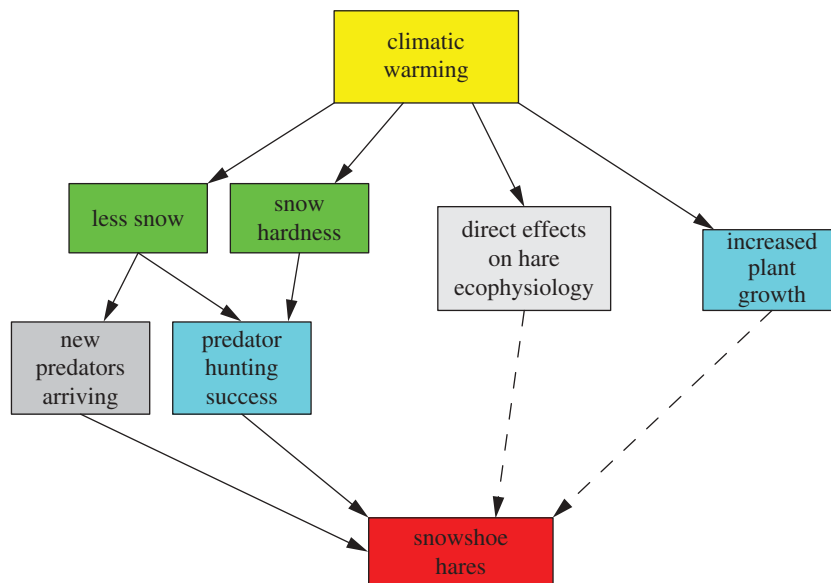 climatic
warming
less snow
snow
hardness
direct effects
on hare
ecophysiology
increased
plant
growth
new
predators
arriving
predator
hunting
success
snowshoe
hares